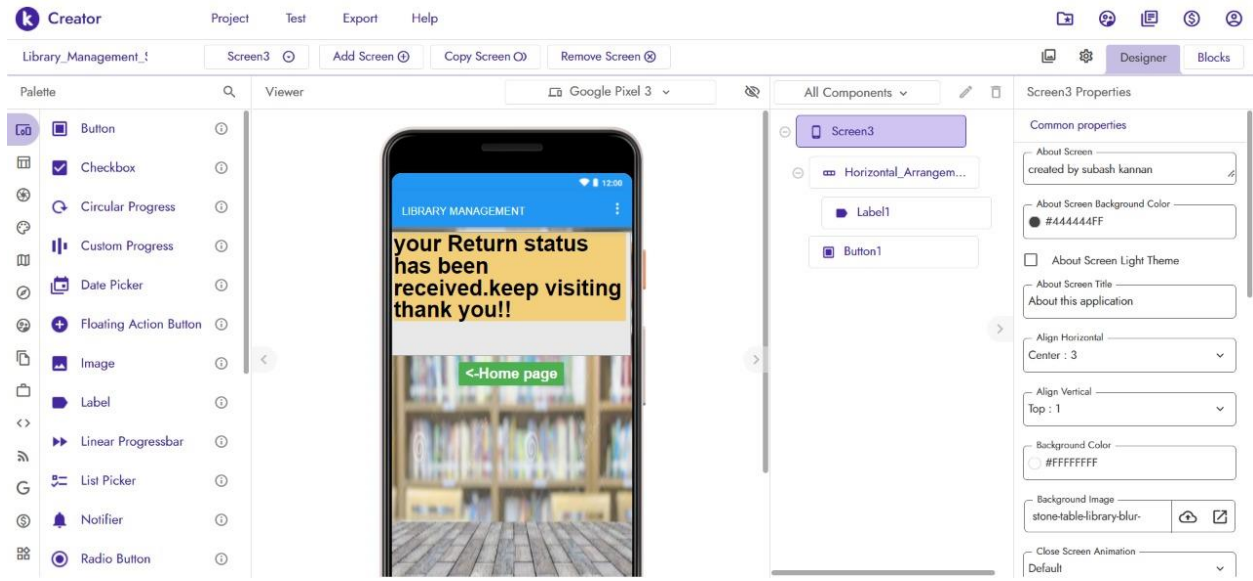 Creator
Project
Test
Export
Help
Library_Management_S
Screen3
Add Screen
Copy Screen
Remove Screen
Designer
Blocks
Palette
Viewer
Google Pixel 3
All Components
Screen3 Properties
Button
Checkbox
Circular Progress
Custom Progress
Date Picker
Floating Action Button
Image
Label
Linear Progressbar
List Picker
Notifier
Radio Button
12:00
LIBRARY MANAGEMENT
your Return status
has been
received.keep visiting
thank you!!
<-Home page
Screen3
Horizontal_Arrangem...
Label1
Button1
Common properties
About Screen
created by subash kannan
About Screen Background Color
#444444FF
About Screen Light Theme
About Screen Title
About this application
Align Horizontal
Center : 3
Align Vertical
Top : 1
Background Color
#FFFFFFFF
Background Image
stone-table-library-blur-
Close Screen Animation
Default